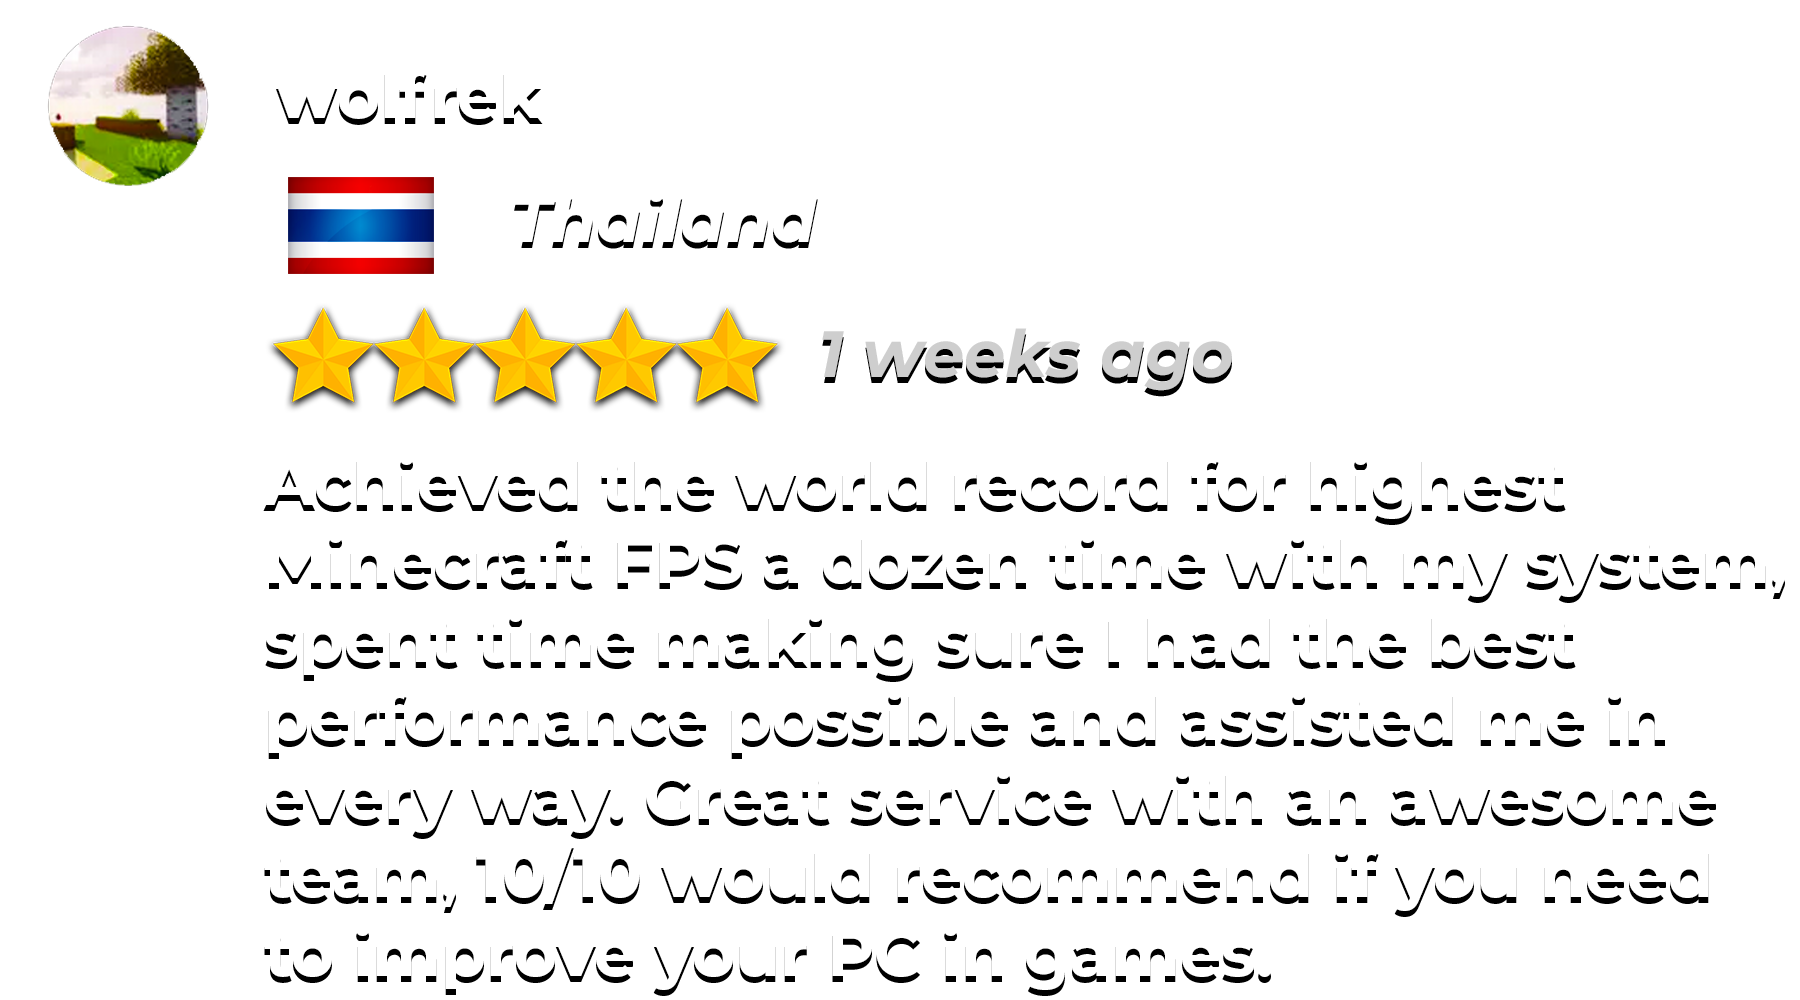 wolfrek
Thailand
1 weeks ago
Achieved the world record for highest
Minecraft FPS a dozen time with my system,
spent time making sure I had the best
performance possible and assisted me in
every way. Great service with an awesome
team, 10/10 would recommend if you need
to improve your PC in games.